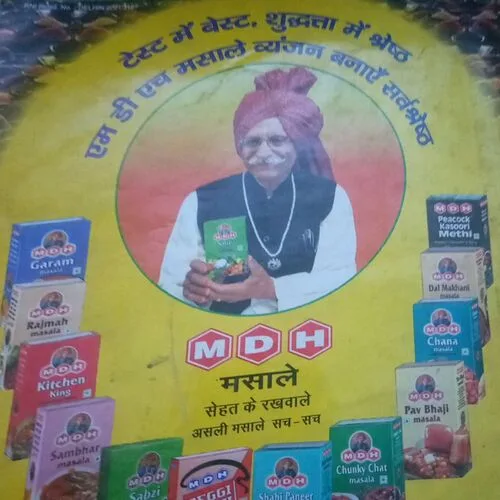 टेस्ट में बेस्ट, शुद्धता में श्रेष्ठ
एम डी एच मसाले व्यंजन बनाएँ सर्वश्रेष्ठ
MDH
Peacock
Kasoori
Methi
MDH
Garam
masala
MDH
Dal Makhani
masala
MDH
Rajmah
masala
MDH
Chana
masala
MDH
मसाले
सेहत के रखवाले
असली मसाले सच-सच
MDH
Kitchen
King
MDH
Pav Bhaji
masala
MDH
Sambhar
masala
MDH
Sabzi
MDH
MEGGI
MDH
Shahi Paneer
MDH
Chunky Chat
masala